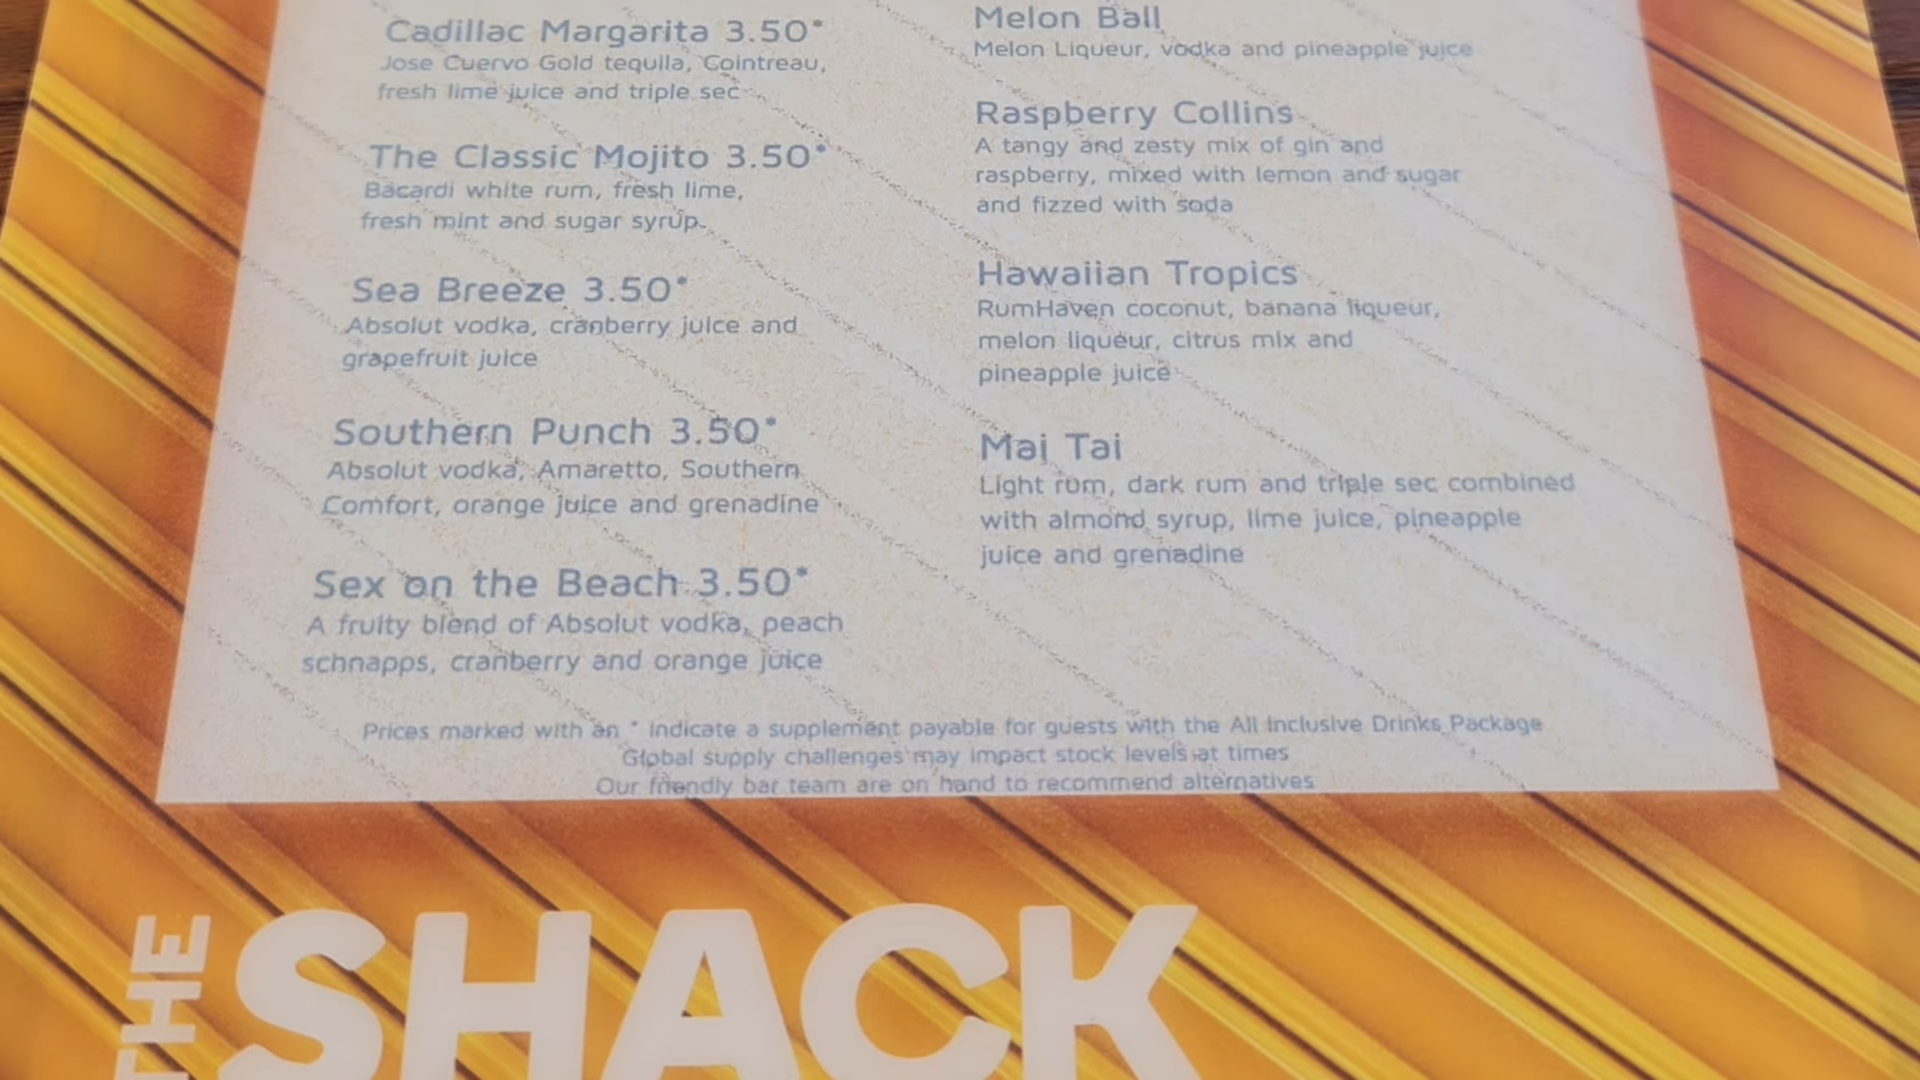 Cadillac Margarita 3.50*
Jose Cuervo Gold tequila, Cointreau,
fresh lime juice and triple sec
The Classic Mojito 3.50*
Bacardi white rum, fresh lime,
fresh mint and sugar syrup
Sea Breeze 3.50*
Absolut vodka, cranberry juice and
grapefruit juice
Southern Punch 3.50*
Absolut vodka, Amaretto, Southern
Comfort, orange juice and grenadine
Sex on the Beach 3.50*
A fruity blend of Absolut vodka, peach
schnapps, cranberry and orange juice
Melon Ball
Melon Liqueur, vodka and pineapple juice
Raspberry Collins
A tangy and zesty mix of gin and
raspberry, mixed with lemon and sugar
and fizzed with soda
Hawaiian Tropics
RumHaven coconut, banana liqueur,
melon liqueur, citrus mix and
pineapple juice
Mai Tai
Light rum, dark rum and triple sec combined
with almond syrup, lime juice, pineapple
juice and grenadine
Prices marked with an * indicate a supplement payable for guests with the All Inclusive Drinks Package
Global supply challenges may impact stock levels at times
Our friendly bar team are on hand to recommend alternatives
THE SHACK